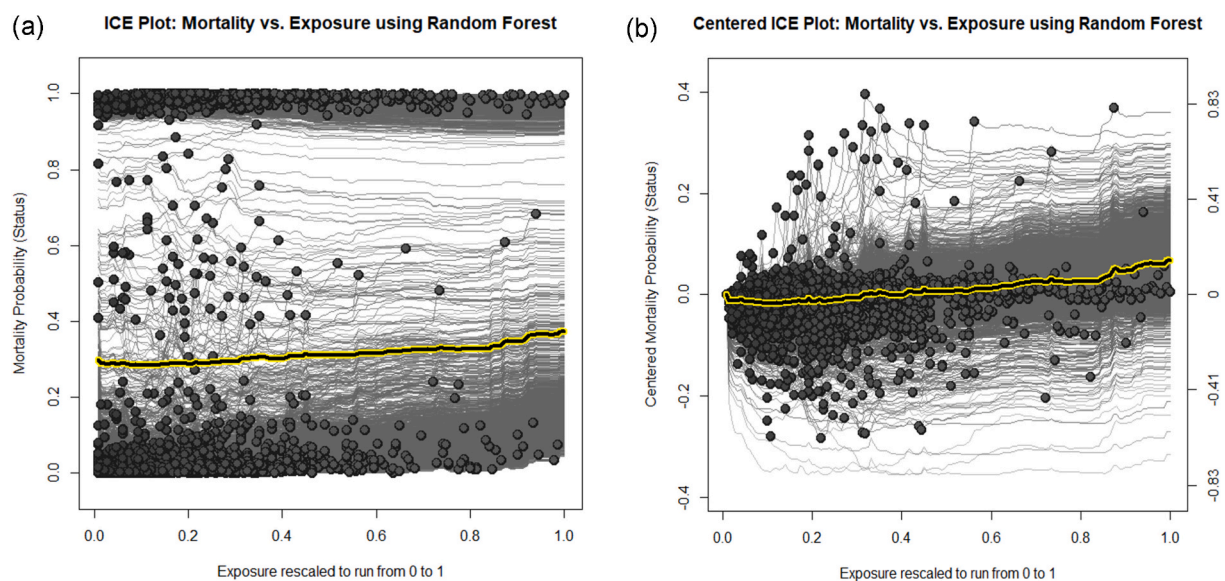 (a)
ICE Plot: Mortality vs. Exposure using Random Forest
Mortality Probability (Status)
1.0
0.8
0.6
0.4
0.2
0.0
0.0 0.2 0.4 0.6 0.8 1.0
Exposure rescaled to run from 0 to 1
(b)
Centered ICE Plot: Mortality vs. Exposure using Random Forest
Centered Mortality Probability (Status)
0.4
0.2
0.0
-0.2
-0.4
0.83
0.41
0
-0.41
-0.83
0.0 0.2 0.4 0.6 0.8 1.0
Exposure rescaled to run from 0 to 1